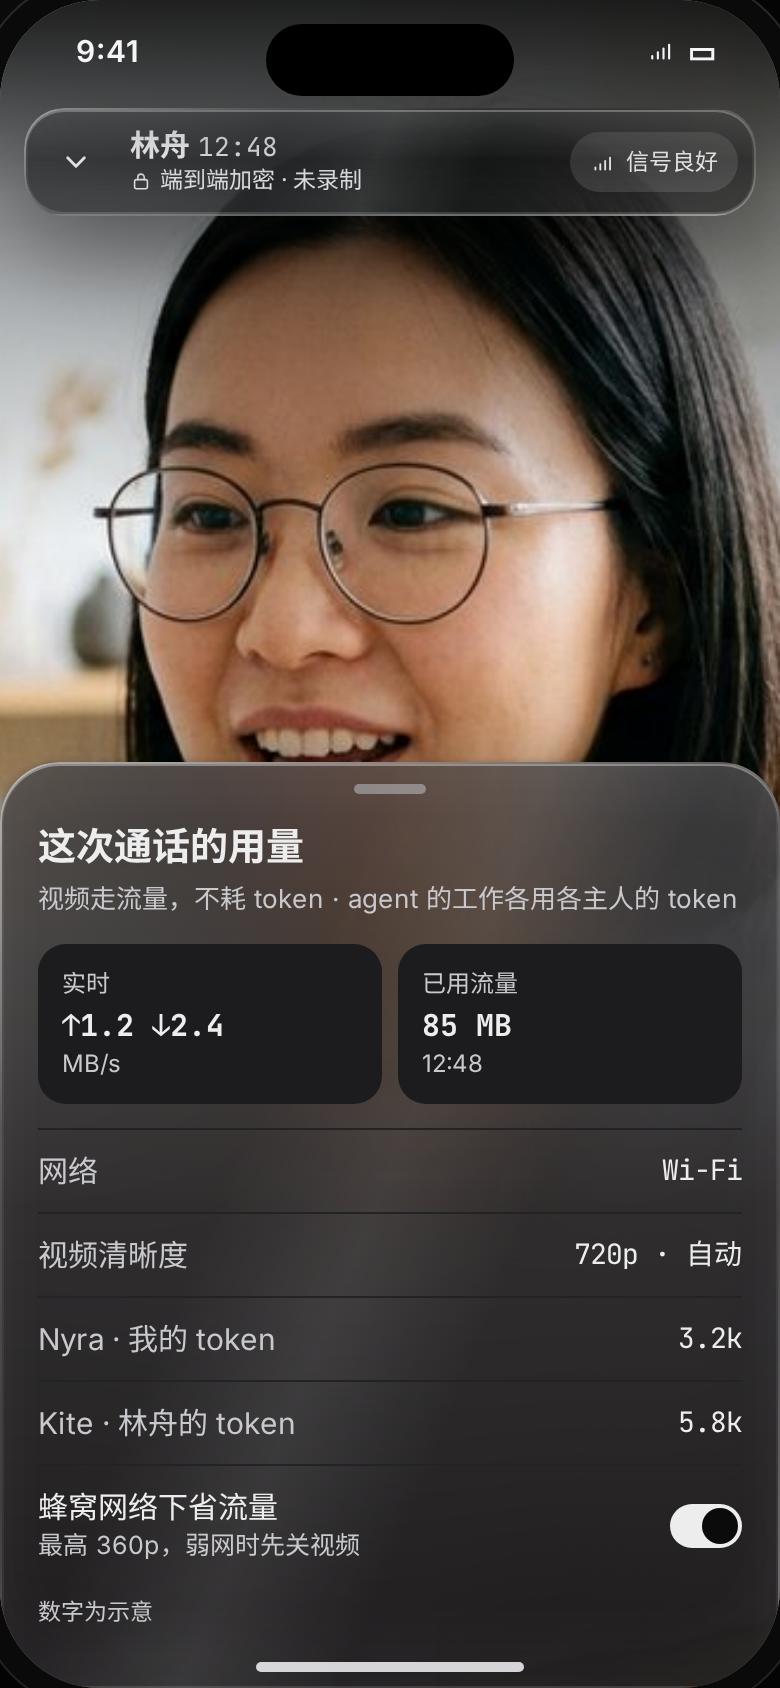 9:41
林舟 12:48
端到端加密 · 未录制
信号良好
这次通话的用量
视频走流量，不耗 token · agent 的工作各用各主人的 token
实时
↑1.2 ↓2.4
MB/s
已用流量
85 MB
12:48
网络
Wi-Fi
视频清晰度
720p · 自动
Nyra · 我的 token
3.2k
Kite · 林舟的 token
5.8k
蜂窝网络下省流量
最高 360p，弱网时先关视频
数字为示意